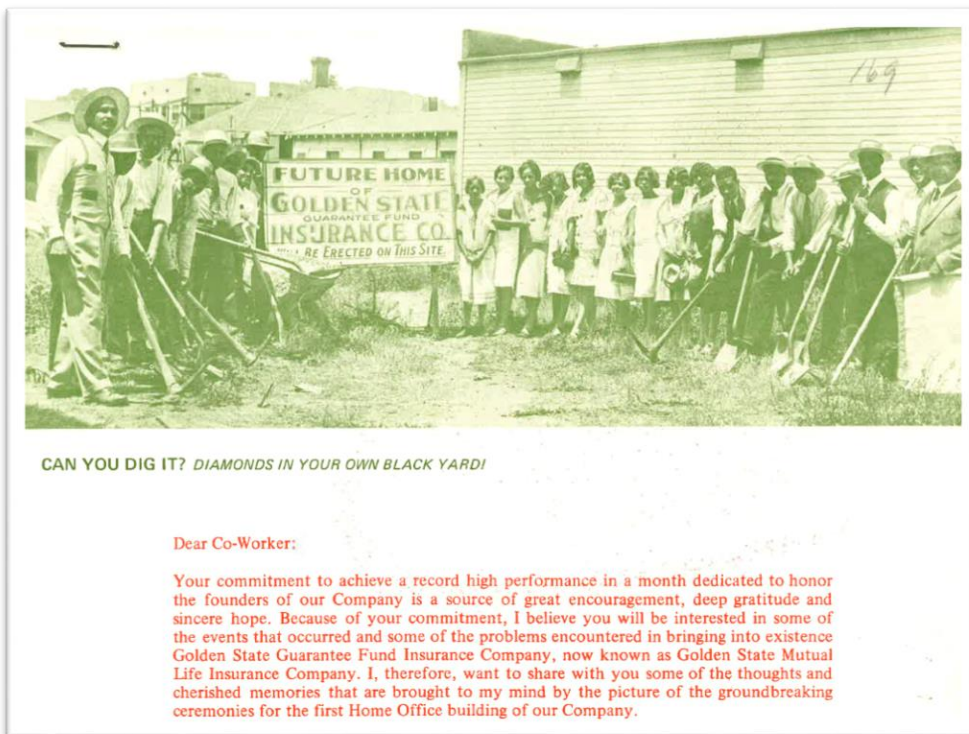 169
FUTURE HOME
OF
GOLDEN STATE
GUARANTEE FUND
INSURANCE CO.
WILL BE ERECTED ON THIS SITE.
CAN YOU DIG IT? DIAMONDS IN YOUR OWN BLACK YARD!
Dear Co-Worker:
Your commitment to achieve a record high performance in a month dedicated to honor
the founders of our Company is a source of great encouragement, deep gratitude and
sincere hope. Because of your commitment, I believe you will be interested in some of
the events that occurred and some of the problems encountered in bringing into existence
Golden State Guarantee Fund Insurance Company, now known as Golden State Mutual
Life Insurance Company. I, therefore, want to share with you some of the thoughts and
cherished memories that are brought to my mind by the picture of the groundbreaking
ceremonies for the first Home Office building of our Company.